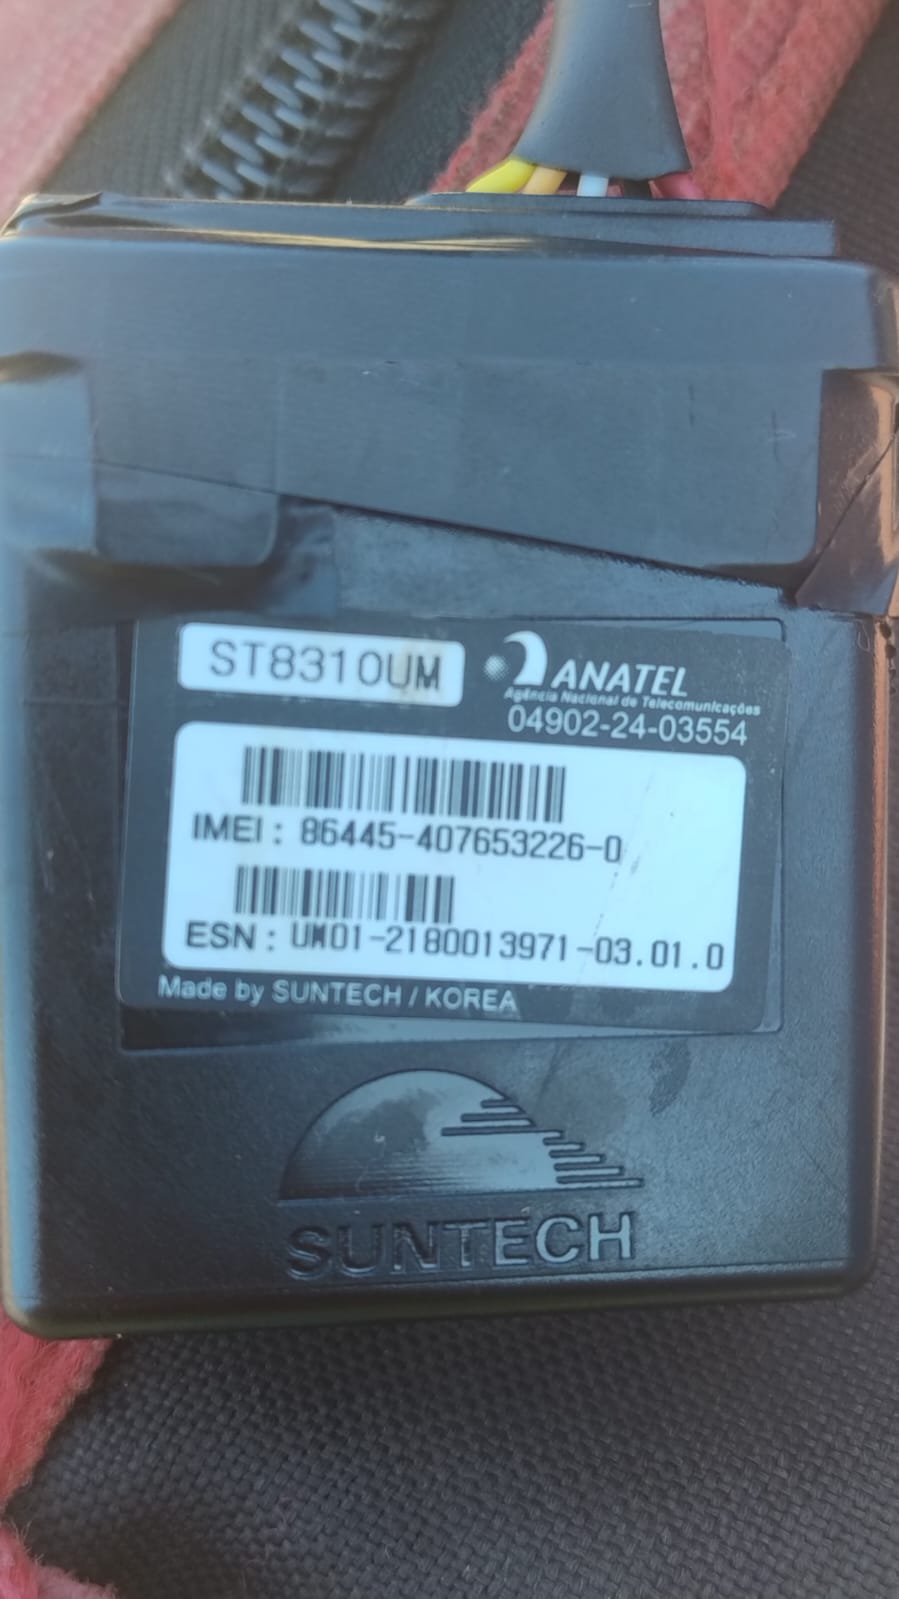 ST8310UM
ANATEL
Agência Nacional de Telecomunicações
04902-24-03554
IMEI : 86445-407653226-0
ESN : UM01-2180013971-03.01.0
Made by SUNTECH / KOREA
SUNTECH